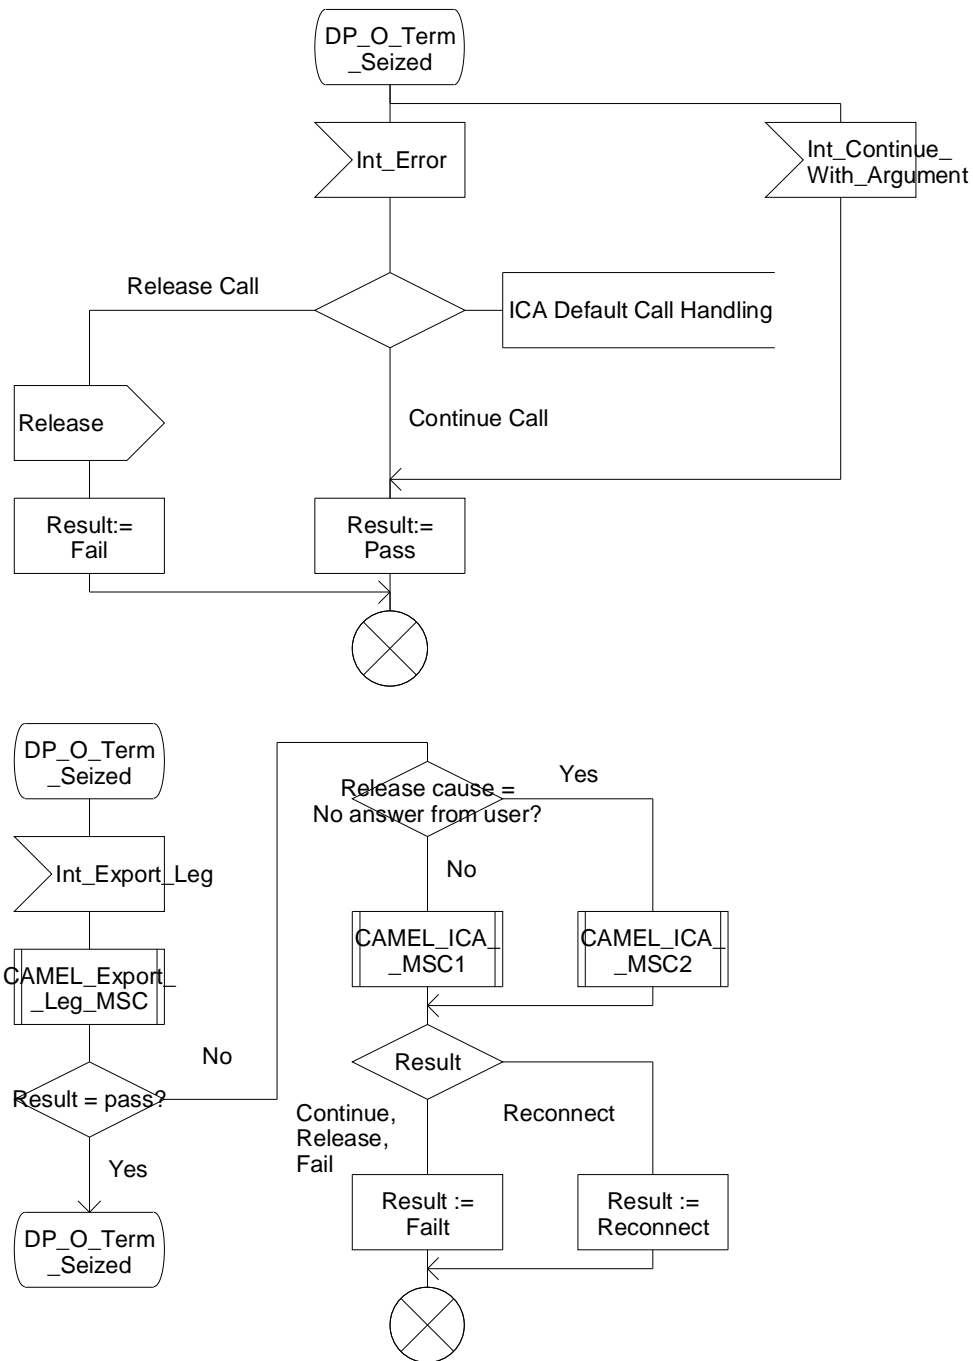 DP_O_Term
_Seized
Int_Error
Int_Continue_
With_Argument
Release Call
ICA Default Call Handling
Release
Continue Call
Result:=
Fail
Result:=
Pass
DP_O_Term
_Seized
Int_Export_Leg
CAMEL_Export_
_Leg_MSC
Result = pass?
No
Yes
DP_O_Term
_Seized
Release cause =
No answer from user?
Yes
No
CAMEL_ICA_
_MSC1
CAMEL_ICA_
_MSC2
Result
Continue,
Release,
Fail
Reconnect
Result :=
Failt
Result :=
Reconnect